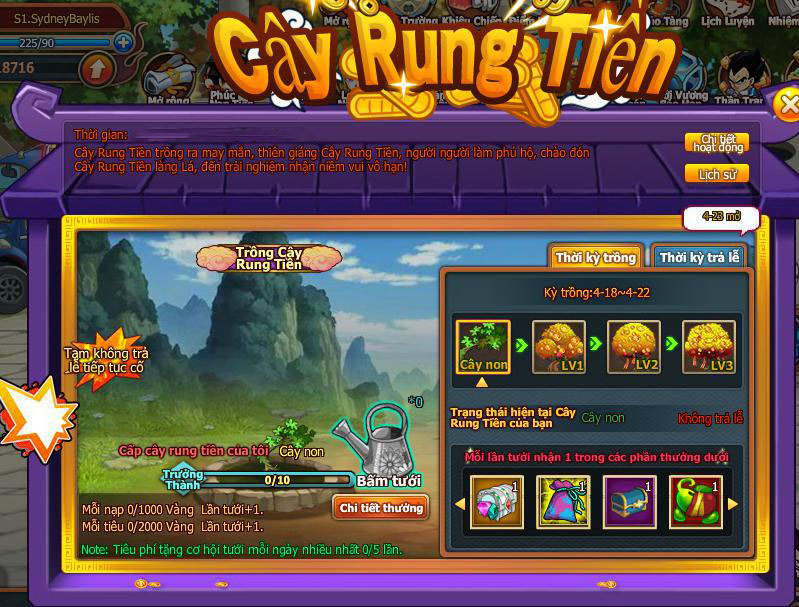 S1.SydneyBaylis
225/90
8716
Mở rộng
Lịch Luyện
Cây Rung Tiền
Thời gian:
Cây Rung Tiền trồng ra may mắn, thiên giáng Cây Rung Tiền, người người làm phú hộ, chào đón
Cây Rung Tiền làng Lá, đến trải nghiệm nhận niềm vui vô hạn!
Chi tiết
hoạt động
Lịch sử
4-23 mở
Trồng Cây
Rung Tiền
Thời kỳ trồng
Thời kỳ trả lễ
Kỳ trồng:4-18~4-22
Cây non
LV1
LV2
LV3
Tạm không trả
lễ tiếp tục cố
Trạng thái hiện tại Cây
Rung Tiền của bạn
Cây non
Không trả lễ
*0
Cấp cây rung tiền của tôi
Cây non
Trưởng
Thành
0/10
Bấm tưới
Mỗi lần tưới nhận 1 trong các phần thưởng dưới
1
1
1
1
Mỗi nạp 0/1000 Vàng Lần tưới+1.
Mỗi tiêu 0/2000 Vàng Lần tưới+1.
Chi tiết thưởng
Note: Tiêu phí tặng cơ hội tưới mỗi ngày nhiều nhất 0/5 lần.